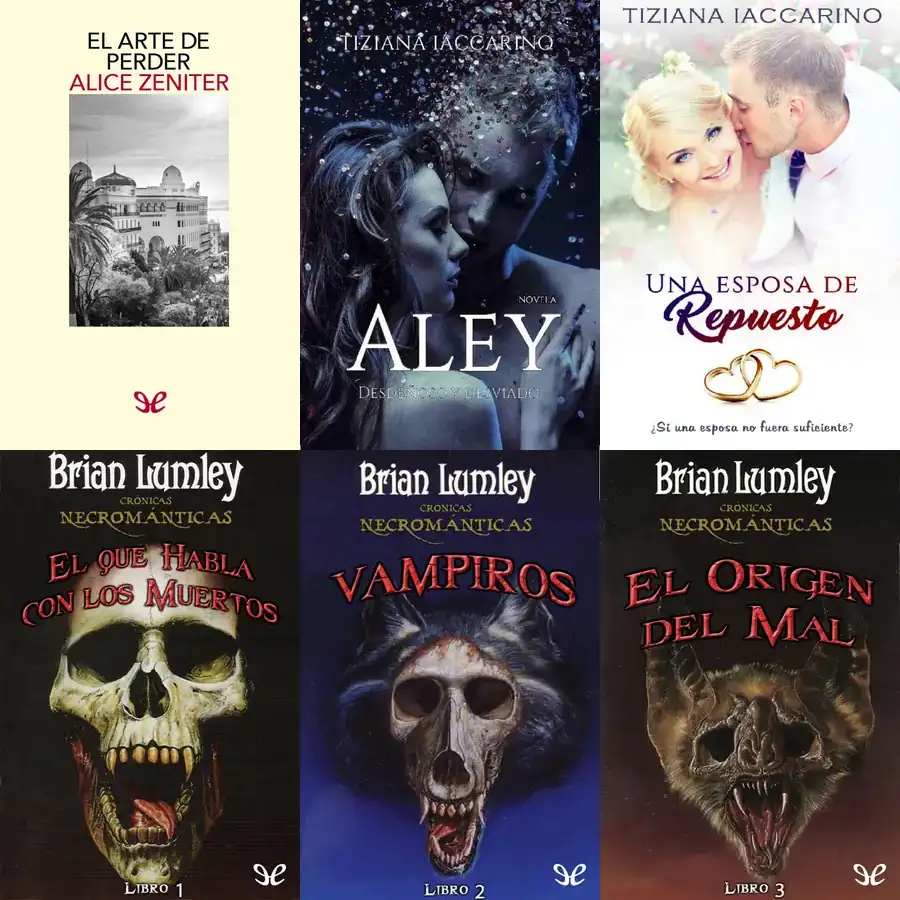 EL ARTE DE
PERDER
ALICE ZENITER
TIZIANA IACCARINO
NOVELA
ALEY
DESDEÑOSO Y DESVIADO
TIZIANA IACCARINO
UNA ESPOSA DE
Repuesto
¿Si una esposa no fuera suficiente?
Brian Lumley
CRÓNICAS
NECROMÁNTICAS
EL QUE HABLA
CON LOS MUERTOS
LIBRO 1
Brian Lumley
CRÓNICAS
NECROMÁNTICAS
VAMPIROS
LIBRO 2
Brian Lumley
CRÓNICAS
NECROMÁNTICAS
EL ORIGEN
DEL MAL
LIBRO 3